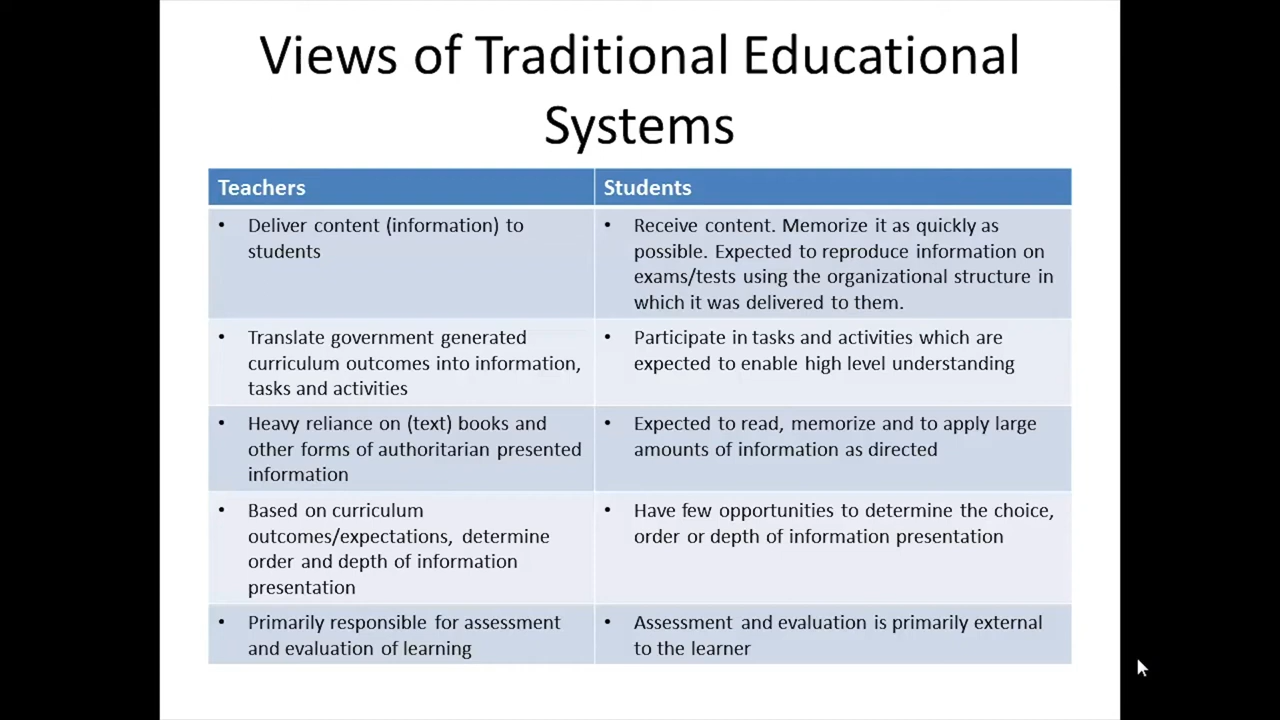 Views of Traditional Educational
Systems
Teachers
Students
• Deliver content (information) to
students
• Receive content. Memorize it as quickly as
possible. Expected to reproduce information on
exams/tests using the organizational structure in
which it was delivered to them.
• Translate government generated
curriculum outcomes into information,
tasks and activities
• Participate in tasks and activities which are
expected to enable high level understanding
• Heavy reliance on (text) books and
other forms of authoritarian presented
information
• Expected to read, memorize and to apply large
amounts of information as directed
• Based on curriculum
outcomes/expectations, determine
order and depth of information
presentation
• Have few opportunities to determine the choice,
order or depth of information presentation
• Primarily responsible for assessment
and evaluation of learning
• Assessment and evaluation is primarily external
to the learner